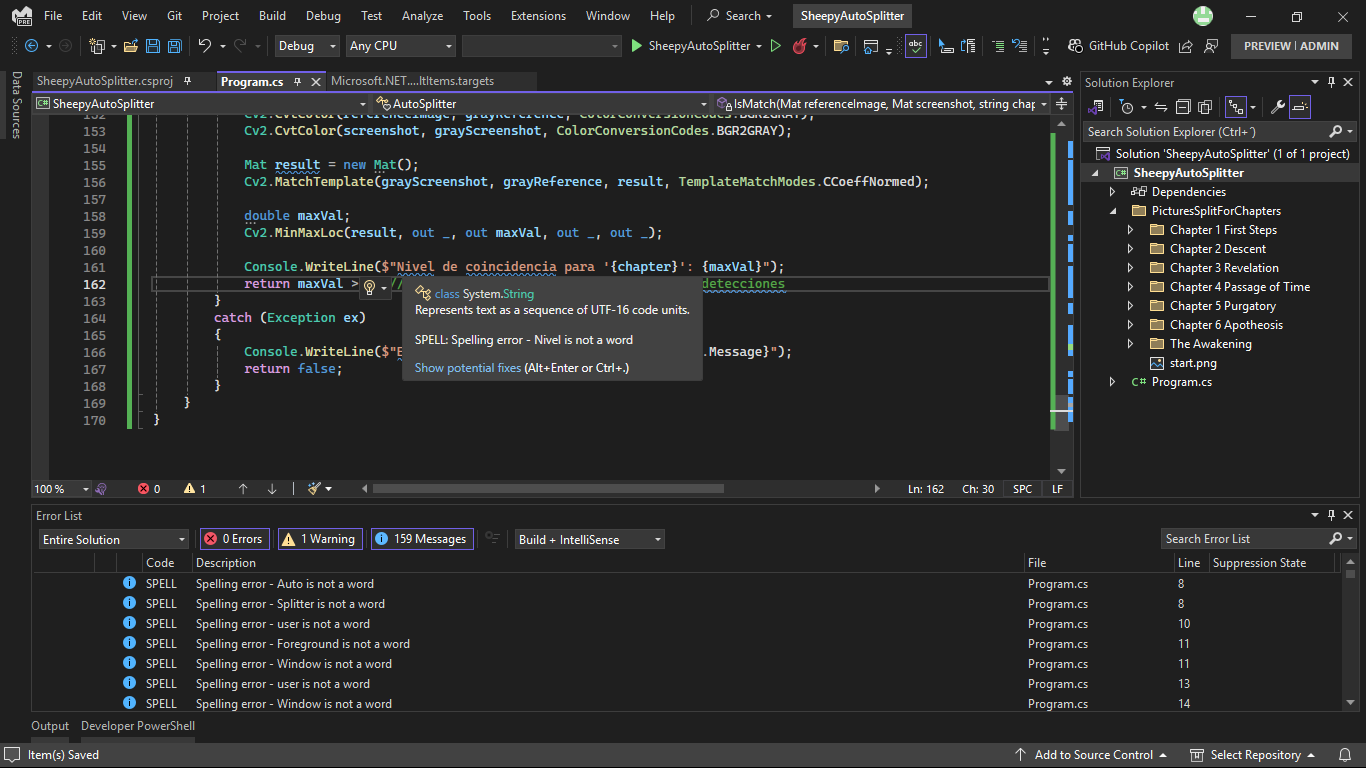 File Edit View Git Project Build Debug Test Analyze Tools Extensions Window Help Search SheepyAutoSplitter
PRE
Debug Any CPU SheepyAutoSplitter abc GitHub Copilot PREVIEW | ADMIN
Data Sources
SheepyAutoSplitter.csproj Program.cs Microsoft.NET....ItItems.targets
SheepyAutoSplitter AutoSplitter IsMatch(Mat referenceImage, Mat screenshot, string chap
153 Cv2.CvtColor(screenshot, grayScreenshot, ColorConversionCodes.BGR2GRAY);
154
155 Mat result = new Mat();
156 Cv2.MatchTemplate(grayScreenshot, grayReference, result, TemplateMatchModes.CCoeffNormed);
157
158 double maxVal;
159 Cv2.MinMaxLoc(result, out _, out maxVal, out _, out _);
160
161 Console.WriteLine($"Nivel de coincidencia para '{chapter}': {maxVal}");
162 return maxVal > // detecciones
163 }
164 catch (Exception ex)
165 {
166 Console.WriteLine($"E .Message}");
167 return false;
168 }
169 }
170 }
class System.String
Represents text as a sequence of UTF-16 code units.
SPELL: Spelling error - Nivel is not a word
Show potential fixes (Alt+Enter or Ctrl+.)
100 % 0 1 Ln: 162 Ch: 30 SPC LF
Solution Explorer
Search Solution Explorer (Ctrl+´)
Solution 'SheepyAutoSplitter' (1 of 1 project)
SheepyAutoSplitter
Dependencies
PicturesSplitForChapters
Chapter 1 First Steps
Chapter 2 Descent
Chapter 3 Revelation
Chapter 4 Passage of Time
Chapter 5 Purgatory
Chapter 6 Apotheosis
The Awakening
start.png
C# Program.cs
Error List
Entire Solution 0 Errors 1 Warning 159 Messages Build + IntelliSense Search Error List
Code Description File Line Suppression State
SPELL Spelling error - Auto is not a word Program.cs 8
SPELL Spelling error - Splitter is not a word Program.cs 8
SPELL Spelling error - user is not a word Program.cs 10
SPELL Spelling error - Foreground is not a word Program.cs 11
SPELL Spelling error - Window is not a word Program.cs 11
SPELL Spelling error - user is not a word Program.cs 13
SPELL Spelling error - Window is not a word Program.cs 14
Output Developer PowerShell
Item(s) Saved Add to Source Control Select Repository